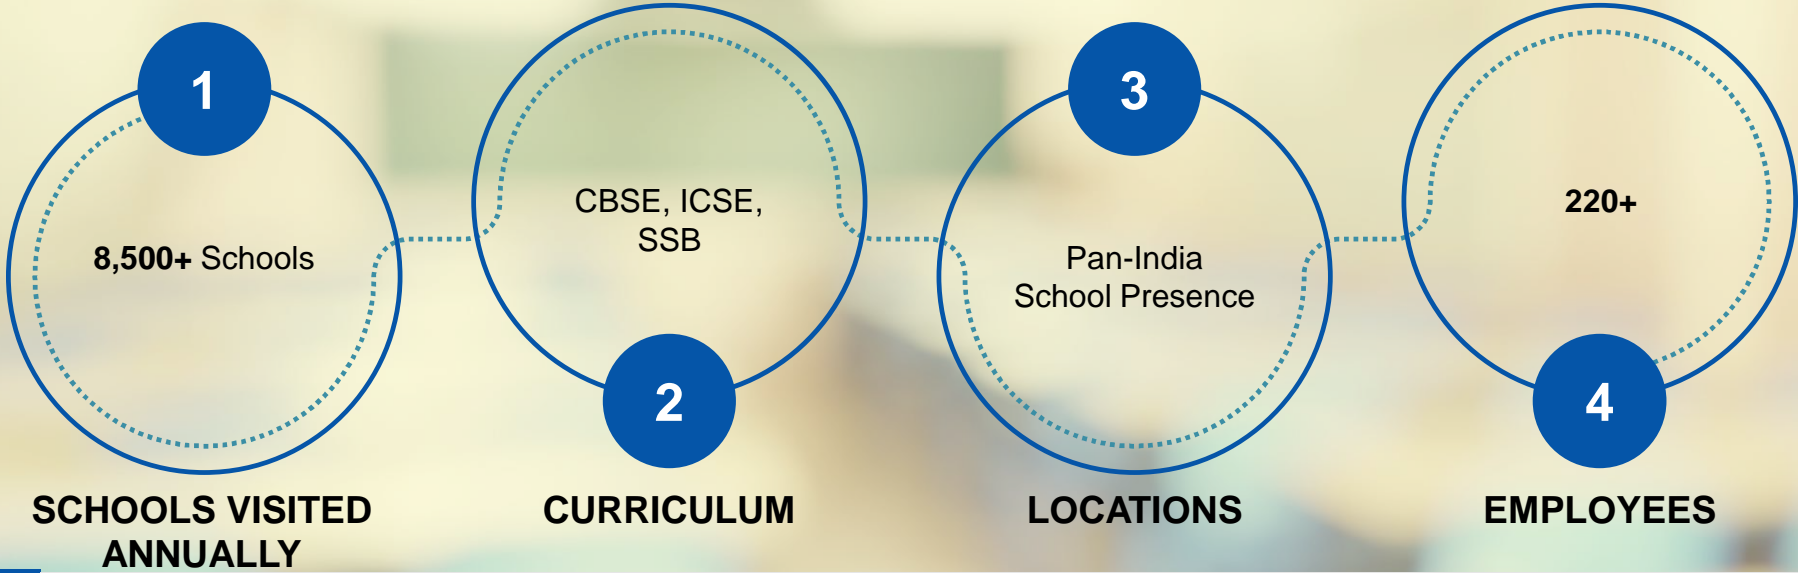 1
8,500+ Schools
SCHOOLS VISITED
ANNUALLY
CBSE, ICSE,
SSB
2
CURRICULUM
3
Pan-India
School Presence
LOCATIONS
220+
4
EMPLOYEES